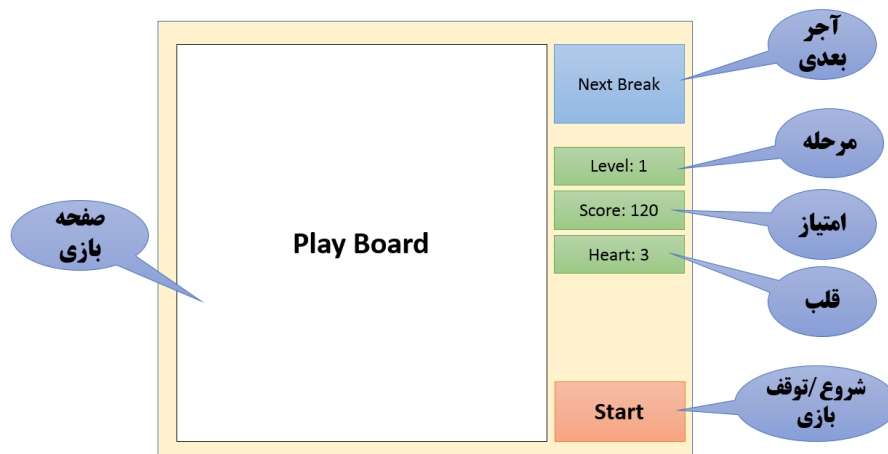 آجر
بعدی
Next Break
مرحله
Level: 1
امتیاز
Score: 120
صفحه
بازی
Play Board
Heart: 3
قلب
شروع /توقف
بازی
Start